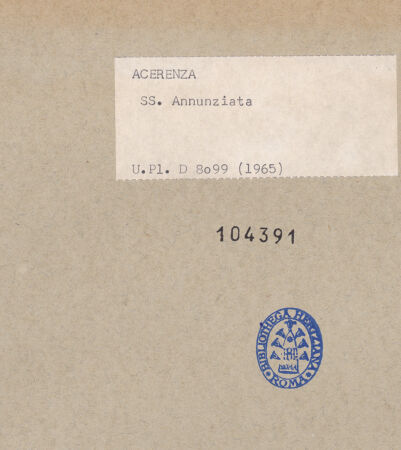 ACERENZA
SS. Annunziata
U.Pl. D 8o99 (1965)
104391
BIBLIOTHECA HERTZIANA
• ROMA •